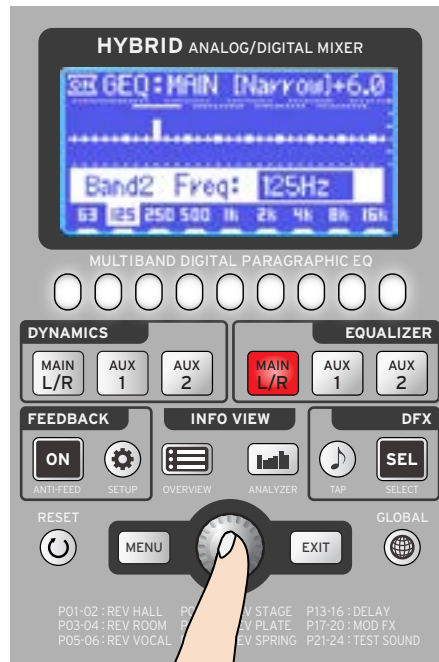 HYBRID ANALOG/DIGITAL MIXER
GEQ:MAIN [Narrow]+6.0
Band2 Freq: 125Hz
63 125 250 500 1k 2k 4k 8k 16k
MULTIBAND DIGITAL PARAGRAPHIC EQ
DYNAMICS
EQUALIZER
MAIN L/R
AUX 1
AUX 2
MAIN L/R
AUX 1
AUX 2
FEEDBACK
INFO VIEW
DFX
ON
SEL
ANTI-FEED
SETUP
OVERVIEW
ANALYZER
TAP
SELECT
RESET
GLOBAL
MENU
EXIT
P01-02 : REV HALL STAGE P13-16 : DELAY
P03-04 : REV ROOM PLATE P17-20 : MOD FX
P05-06 : REV VOCAL SPRING P21-24 : TEST SOUND